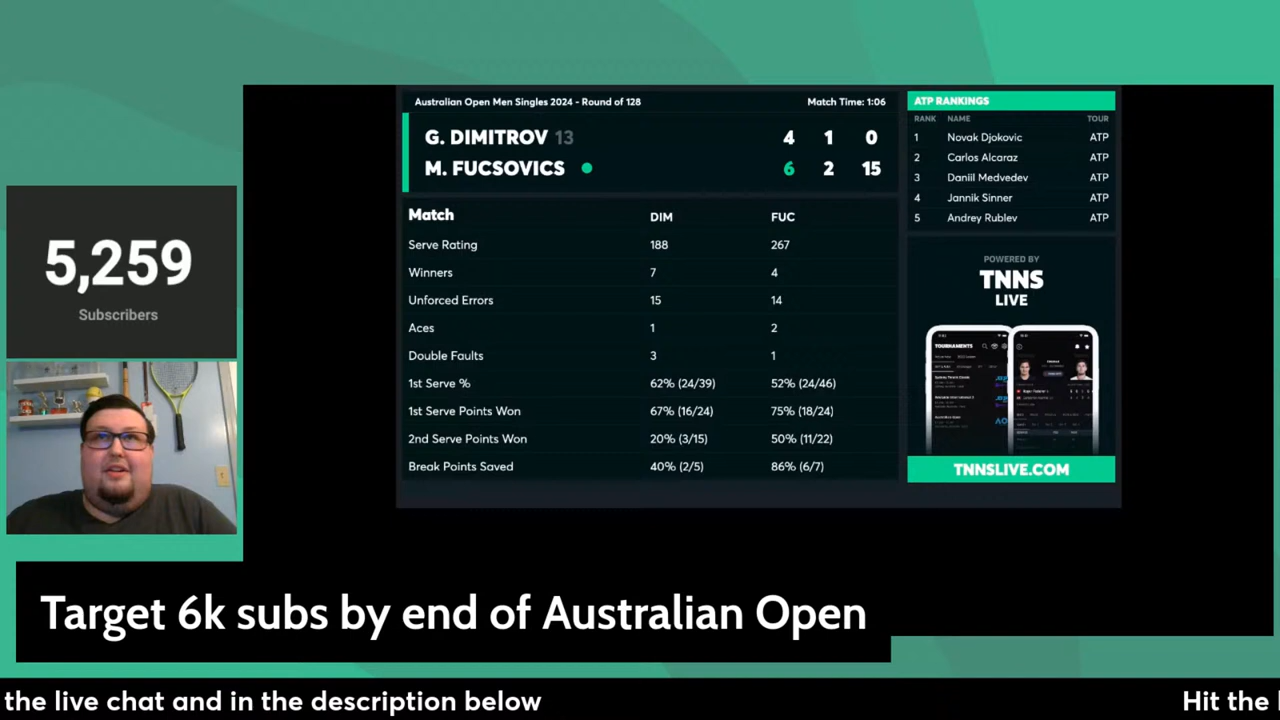 Australian Open Men Singles 2024 - Round of 128 Match Time: 1:06
G. DIMITROV 13 4 1 0
M. FUCSOVICS 6 2 15
Match DIM FUC
Serve Rating 188 267
Winners 7 4
Unforced Errors 15 14
Aces 1 2
Double Faults 3 1
1st Serve % 62% (24/39) 52% (24/46)
1st Serve Points Won 67% (16/24) 75% (18/24)
2nd Serve Points Won 20% (3/15) 50% (11/22)
Break Points Saved 40% (2/5) 86% (6/7)
ATP RANKINGS
RANK NAME TOUR
1 Novak Djokovic ATP
2 Carlos Alcaraz ATP
3 Daniil Medvedev ATP
4 Jannik Sinner ATP
5 Andrey Rublev ATP
POWERED BY
TNNS
LIVE
TOURNAMENTS
TNNSLIVE.COM
5,259
Subscribers
Target 6k subs by end of Australian Open
the live chat and in the description below Hit the